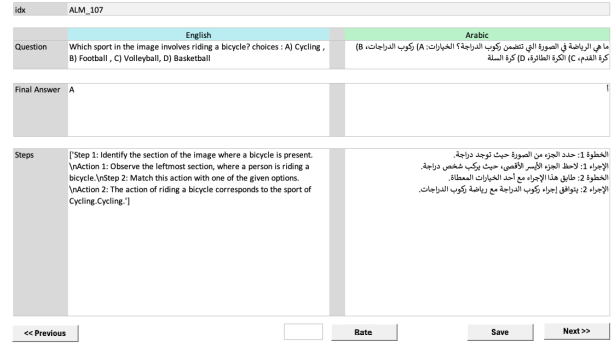 idx ALM_107
English Arabic
Question Which sport in the image involves riding a bicycle? choices : A) Cycling ,
B) Football , C) Volleyball, D) Basketball
ما هي الرياضة في الصورة التي تتضمن ركوب الدراجة؟ الخيارات: A) ركوب الدراجات، B)
كرة القدم، C) الكرة الطائرة، D) كرة السلة
Final Answer A أ
Steps ['Step 1: Identify the section of the image where a bicycle is present.
\nAction 1: Observe the leftmost section, where a person is riding a
bicycle.\nStep 2: Match this action with one of the given options.
\nAction 2: The action of riding a bicycle corresponds to the sport of
Cycling.Cycling.']
الخطوة 1: حدد الجزء من الصورة حيث توجد دراجة.
الإجراء 1: لاحظ الجزء الأيسر الأقصى، حيث يركب شخص دراجة.
الخطوة 2: طابق هذا الإجراء مع أحد الخيارات المعطاة.
الإجراء 2: يتوافق إجراء ركوب الدراجة مع رياضة ركوب الدراجات.
<< Previous Rate Save Next >>